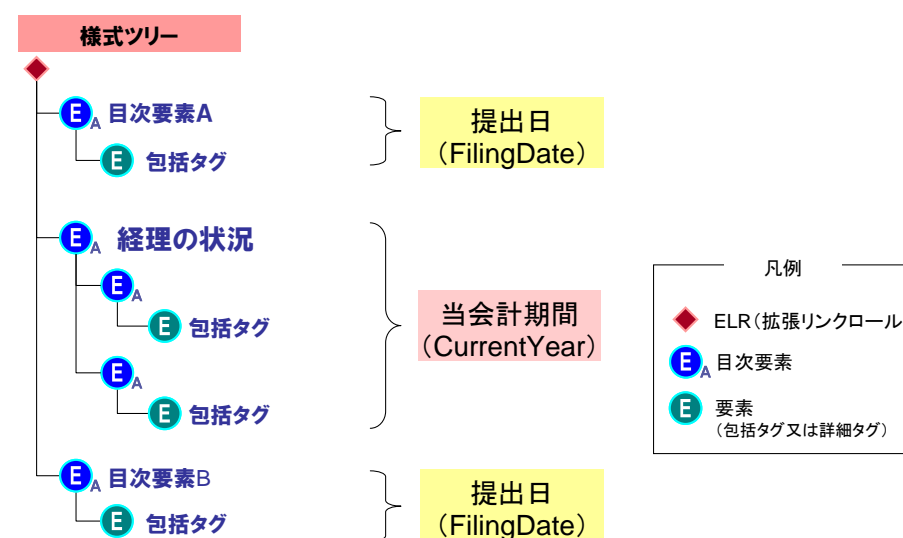 様式ツリー
E A 目次要素A
E 包括タグ
提出日
（FilingDate）
E A 経理の状況
E A
E 包括タグ
E A
E 包括タグ
当会計期間
（CurrentYear）
E A 目次要素B
E 包括タグ
提出日
（FilingDate）
凡例
ELR（拡張リンクロール
E A 目次要素
E 要素
（包括タグ又は詳細タグ）